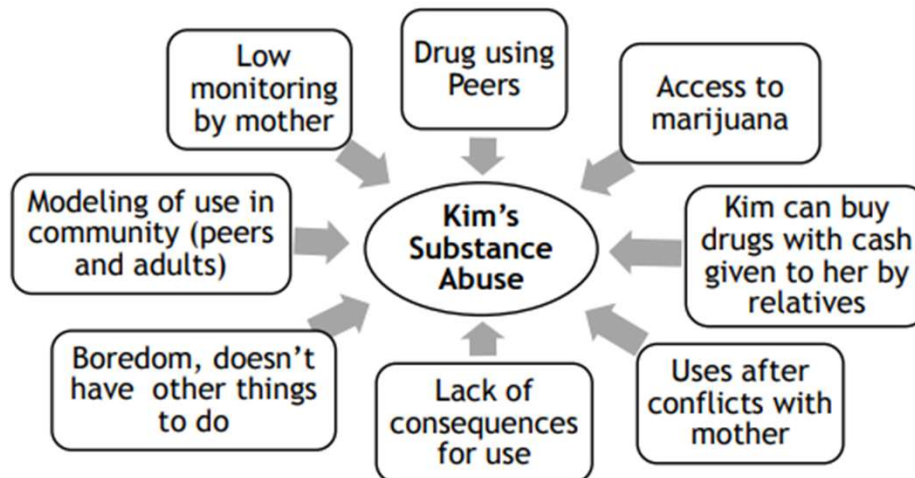 Low
monitoring
by mother
Drug using
Peers
Access to
marijuana
Modeling of use in
community (peers
and adults)
Kim's
Substance
Abuse
Kim can buy
drugs with cash
given to her by
relatives
Boredom, doesn't
have other things
to do
Lack of
consequences
for use
Uses after
conflicts with
mother